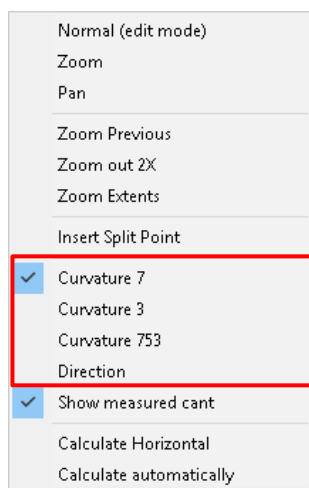 Normal (edit mode)
Zoom
Pan
Zoom Previous
Zoom out 2X
Zoom Extents
Insert Split Point
Curvature 7
Curvature 3
Curvature 753
Direction
Show measured cant
Calculate Horizontal
Calculate automatically